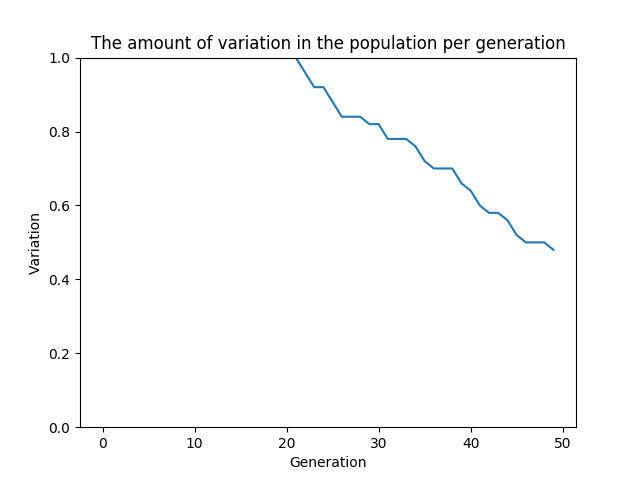 The amount of variation in the population per generation
1.0
0.8
0.6
0.4
0.2
0.0
Variation
0 10 20 30 40 50
Generation